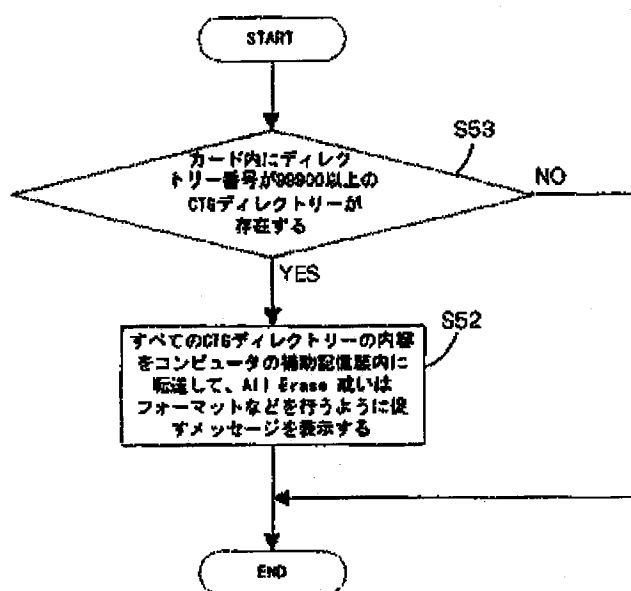 START
S53
カード内にディレク
トリー番号が99900以上の
CTGディレクトリーが
存在する
NO
YES
S52
すべてのCTGディレクトリーの内容
をコンピュータの補助記憶装内に
転送して、All Erase 或いは
フォーマットなどを行うように促
すメッセージを表示する
END